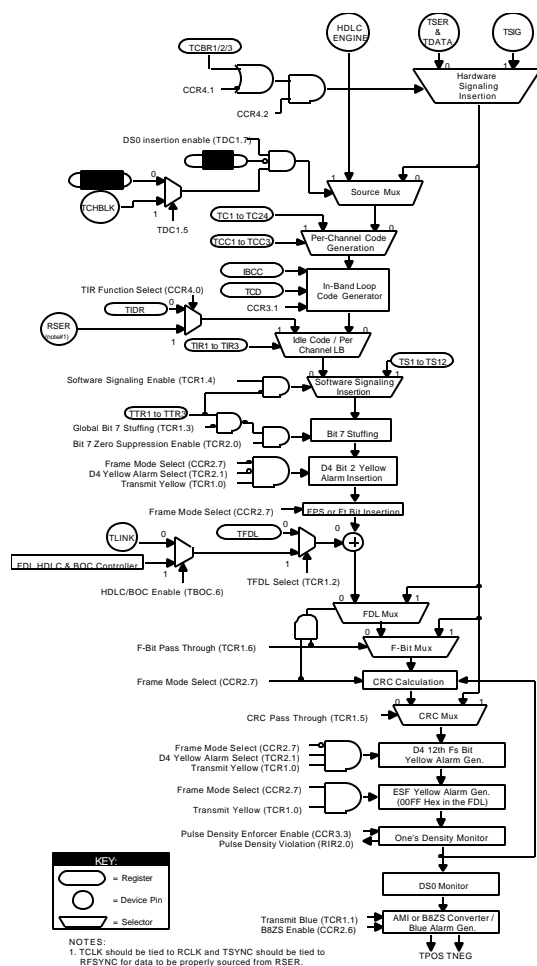 HDLC
ENGINE
TSER
&
TDATA
TSIG
TCBR1/2/3
0
1
CCR4.1
CCR4.2
Hardware
Signaling
Insertion
DS0 insertion enable (TDC1.7)
0
1
TCHBLK
TDC1.5
1
0
Source Mux
TC1 to TC24
1
0
TCC1 to TCC3
Per-Channel Code
Generation
IBCC
TCD
CCR3.1
In-Band Loop
Code Generator
TIR Function Select (CCR4.0)
TIDR
0
RSER
(note#1)
1
TIR1 to TIR3
1
0
Idle Code / Per
Channel LB
TS1 to TS12
Software Signaling Enable (TCR1.4)
0
1
Software Signaling
Insertion
TTR1 to TTR3
Global Bit 7 Stuffing (TCR1.3)
Bit 7 Zero Suppression Enable (TCR2.0)
Bit 7 Stuffing
Frame Mode Select (CCR2.7)
D4 Yellow Alarm Select (TCR2.1)
Transmit Yellow (TCR1.0)
D4 Bit 2 Yellow
Alarm Insertion
Frame Mode Select (CCR2.7)
FPS or Ft Bit Insertion
TLINK
0
TFDL
0
0
1
FDL HDLC & BOC Controller
1
TFDL Select (TCR1.2)
HDLC/BOC Enable (TBOC.6)
0
1
FDL Mux
0
1
F-Bit Pass Through (TCR1.6)
F-Bit Mux
Frame Mode Select (CCR2.7)
CRC Calculation
0
1
CRC Pass Through (TCR1.5)
CRC Mux
Frame Mode Select (CCR2.7)
D4 Yellow Alarm Select (TCR2.1)
Transmit Yellow (TCR1.0)
D4 12th Fs Bit
Yellow Alarm Gen.
Frame Mode Select (CCR2.7)
Transmit Yellow (TCR1.0)
ESF Yellow Alarm Gen.
(00FF Hex in the FDL)
Pulse Density Enforcer Enable (CCR3.3)
Pulse Density Violation (RIR2.0)
One's Density Monitor
DS0 Monitor
Transmit Blue (TCR1.1)
B8ZS Enable (CCR2.6)
AMI or B8ZS Converter /
Blue Alarm Gen.
TPOS TNEG
KEY:
= Register
= Device Pin
= Selector
NOTES:
1. TCLK should be tied to RCLK and TSYNC should be tied to
RFSYNC for data to be properly sourced from RSER.